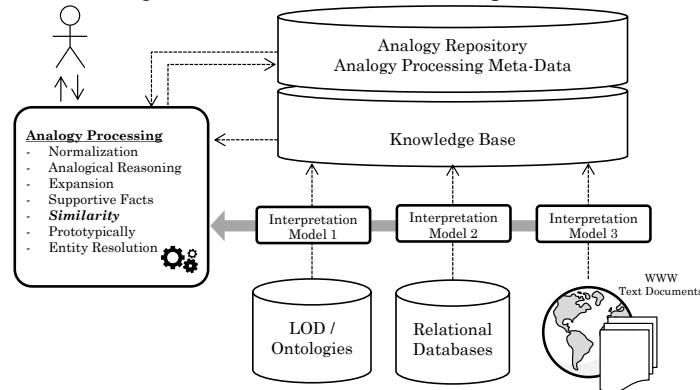 Analogy Repository
Analogy Processing Meta-Data
Knowledge Base
Analogy Processing
- Normalization
- Analogical Reasoning
- Expansion
- Supportive Facts
- Similarity
- Prototypically
- Entity Resolution
Interpretation
Model 1
Interpretation
Model 2
Interpretation
Model 3
LOD /
Ontologies
Relational
Databases
WWW
Text Documents